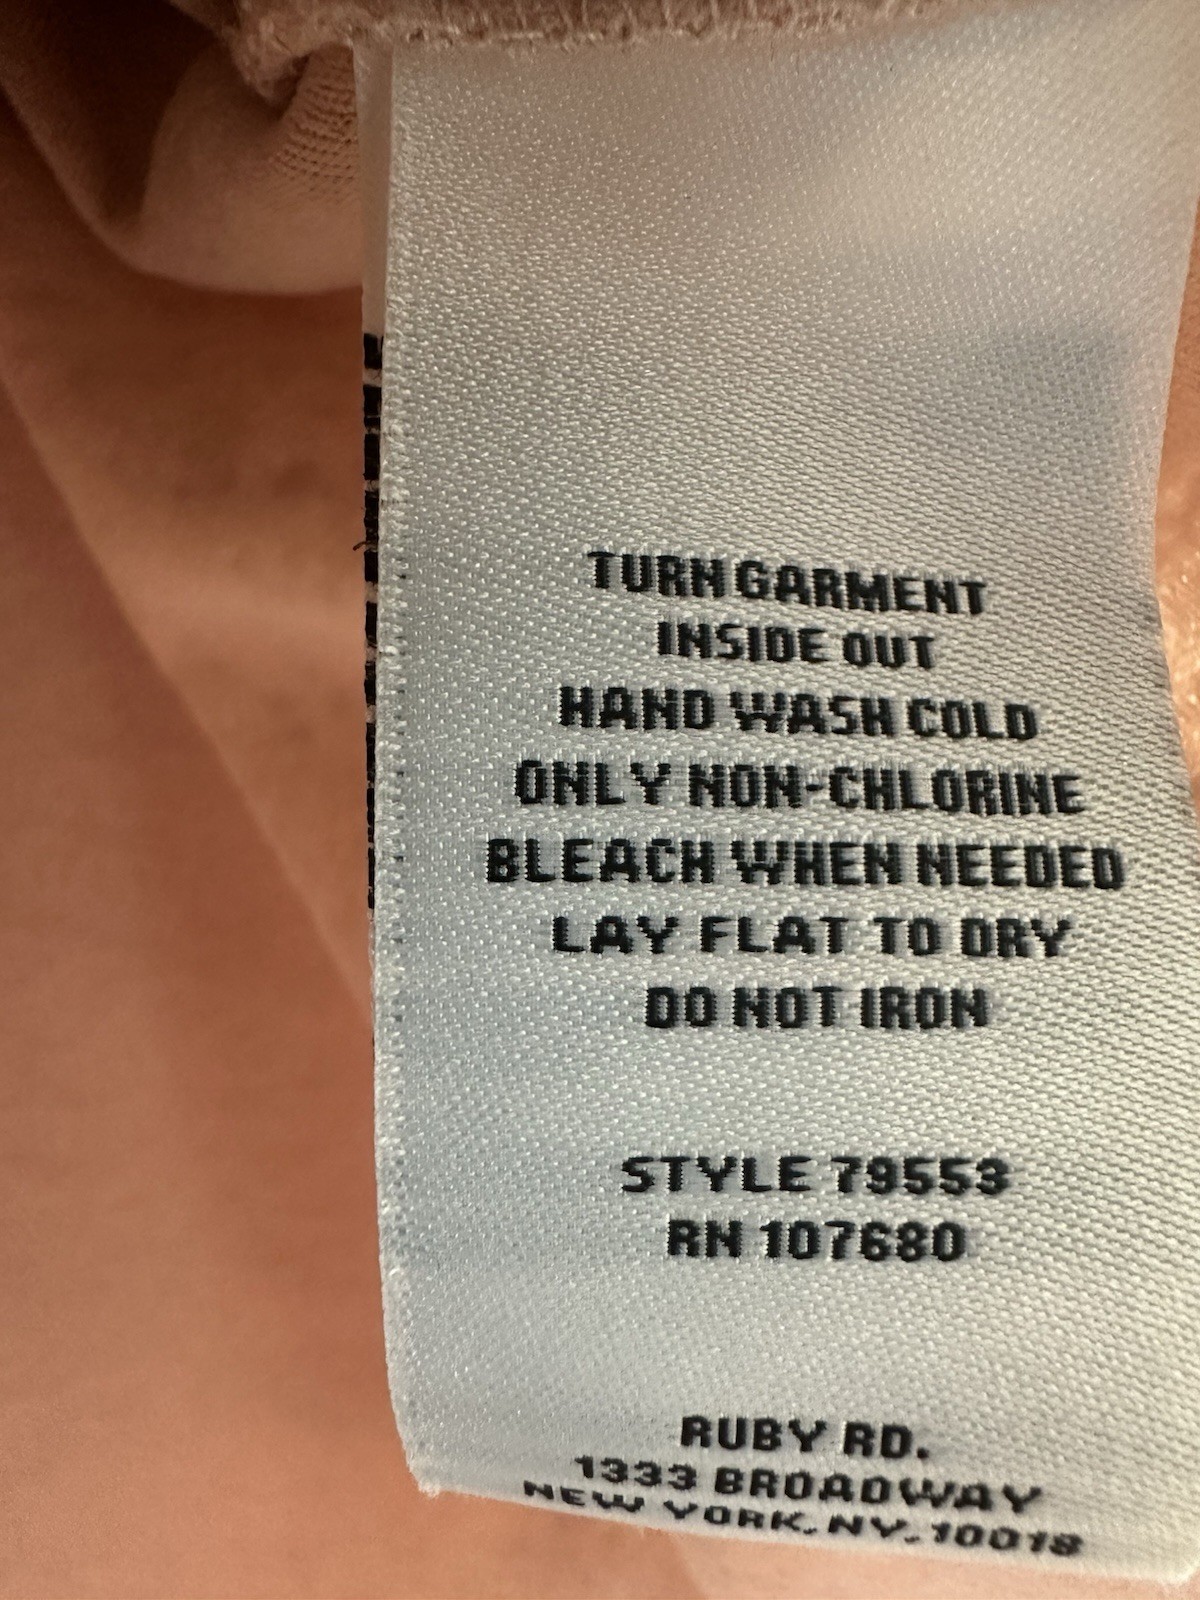 TURN GARMENT
INSIDE OUT
HAND WASH COLD
ONLY NON-CHLORINE
BLEACH WHEN NEEDED
LAY FLAT TO DRY
DO NOT IRON
STYLE 79553
RN 107680
RUBY RD.
1333 BROADWAY
NEW YORK, NY, 10018